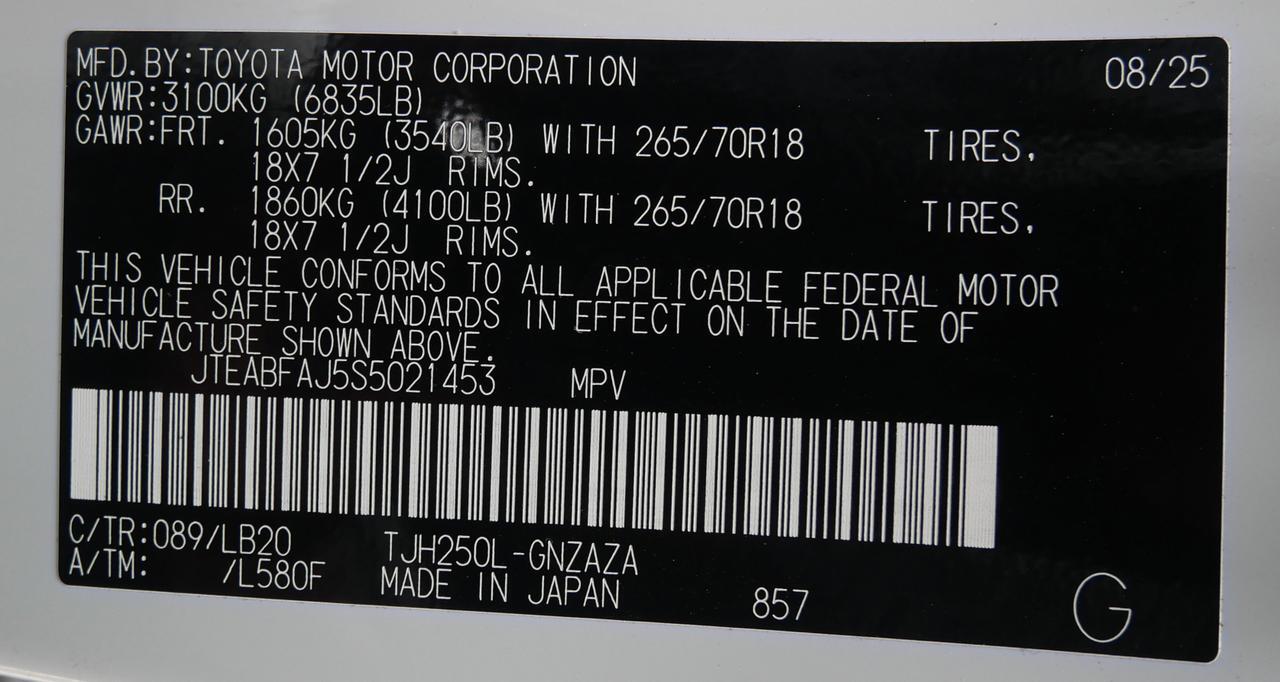 MFD.BY:TOYOTA MOTOR CORPORATION 08/25
GVWR:3100KG (6835LB)
GAWR:FRT. 1605KG (3540LB) WITH 265/70R18 TIRES,
18X7 1/2J RIMS.
RR. 1860KG (4100LB) WITH 265/70R18 TIRES,
18X7 1/2J RIMS.
THIS VEHICLE CONFORMS TO ALL APPLICABLE FEDERAL MOTOR
VEHICLE SAFETY STANDARDS IN EFFECT ON THE DATE OF
MANUFACTURE SHOWN ABOVE.
JTEABFAJ5S5021453 MPV
C/TR:089/LB20 TJH250L-GNZAZA
A/TM: /L580F MADE IN JAPAN 857 G